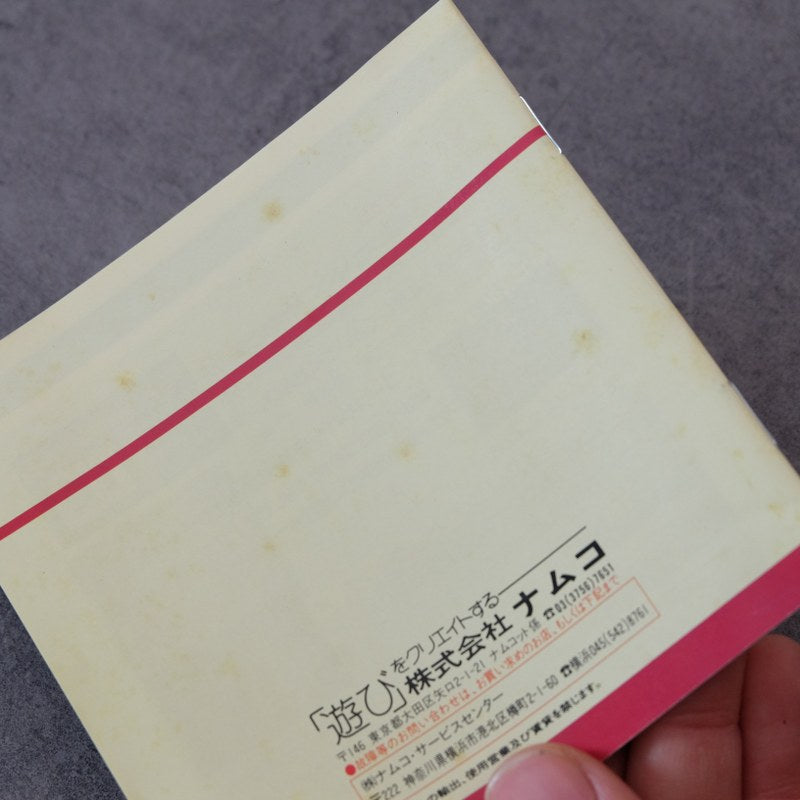 「遊び」をクリエイトする
株式会社ナムコ
〒146 東京都大田区矢口2-1-21 ナムコット係 ☎03(3756)7651
●故障等のお問い合わせは、お買い求めのお店、もしくは下記まで
㈱ナムコ・サービスセンター
〒222 神奈川県横浜市港北区樽町2-1-60 ☎横浜045(542)8761
の輸出、使用営業及び賃貸を禁じます。